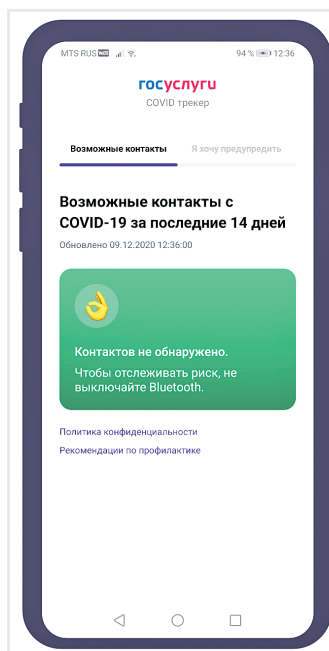 MTS RUS 94 % 12:36
госуслуги
COVID трекер
Возможные контакты Я хочу предупредить
Возможные контакты с
COVID-19 за последние 14 дней
Обновлено 09.12.2020 12:36:00
Контактов не обнаружено.
Чтобы отслеживать риск, не
выключайте Bluetooth.
Политика конфиденциальности
Рекомендации по профилактике